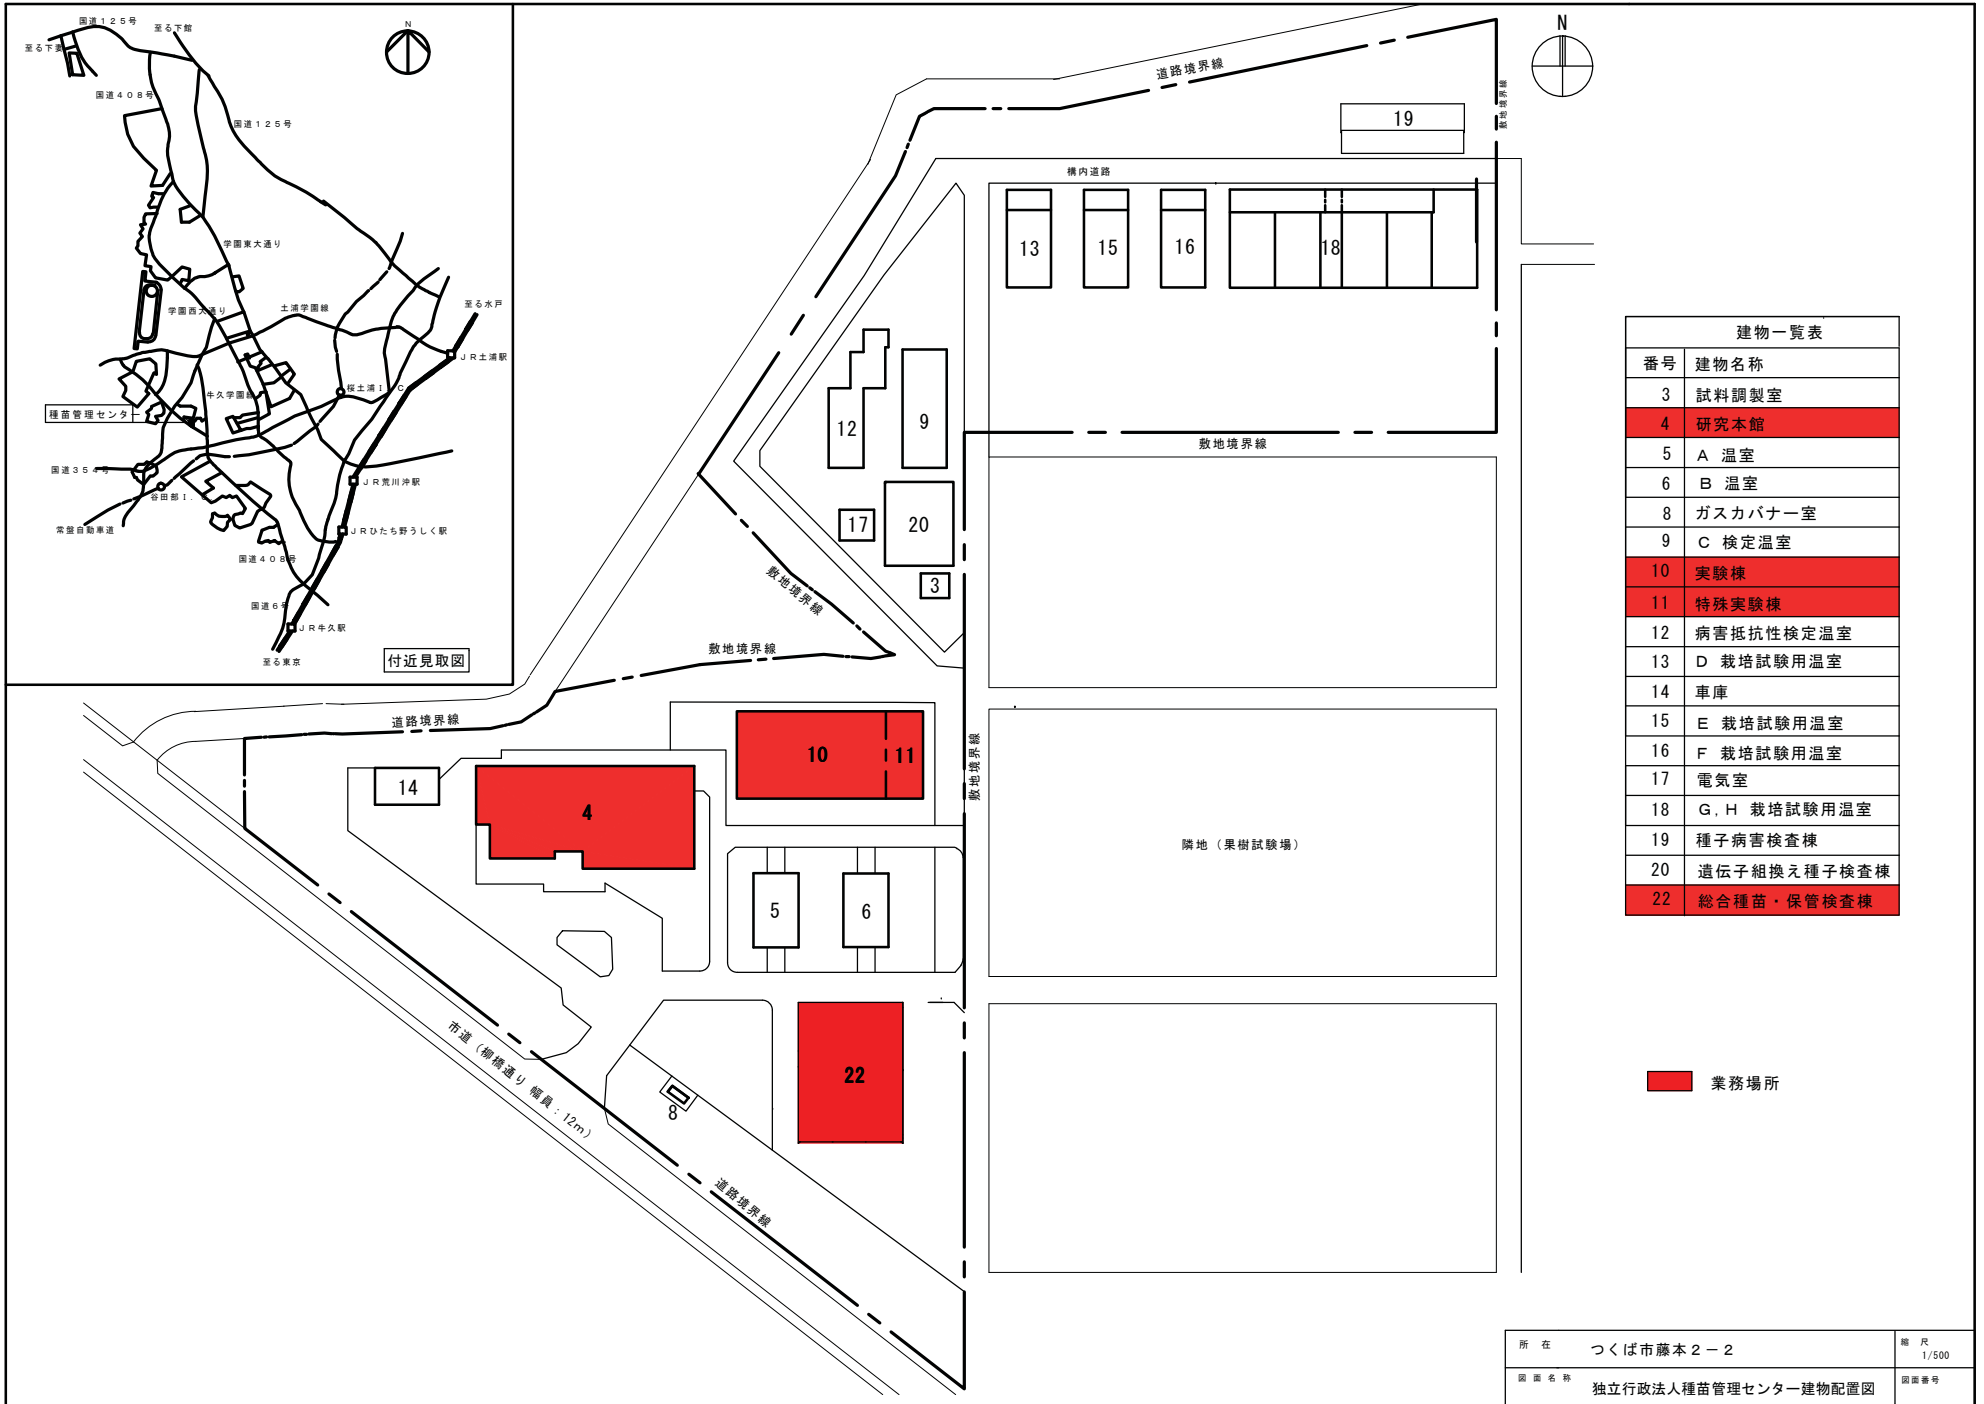 国道125号
至る下館
至る下妻
N
国道408号
国道125号
学園東大通り
学園西大通り
土浦学園線
至る水戸
JR土浦駅
桜土浦I.C
牛久学園線
種苗管理センター
国道354号
谷田部I.C
JR荒川沖駅
常盤自動車道
JRひたち野うしく駅
国道408号
国道6号
JR牛久駅
至る東京
付近見取図
道路境界線
N
敷地境界線
19
構内道路
13
15
16
18
12
9
敷地境界線
17
20
3
敷地境界線
敷地境界線
道路境界線
敷地境界線
10
11
14
4
隣地（果樹試験場）
5
6
22
8
市道（柳橋通り 幅員：12m）
道路境界線
建物一覧表
番号 建物名称
3 試料調製室
4 研究本館
5 A 温室
6 B 温室
8 ガスカバナー室
9 C 検定温室
10 実験棟
11 特殊実験棟
12 病害抵抗性検定温室
13 D 栽培試験用温室
14 車庫
15 E 栽培試験用温室
16 F 栽培試験用温室
17 電気室
18 G,H 栽培試験用温室
19 種子病害検査棟
20 遺伝子組換え種子検査棟
22 総合種苗・保管検査棟
業務場所
所在 つくば市藤本2－2
縮尺 1/500
図面名称 独立行政法人種苗管理センター建物配置図
図面番号